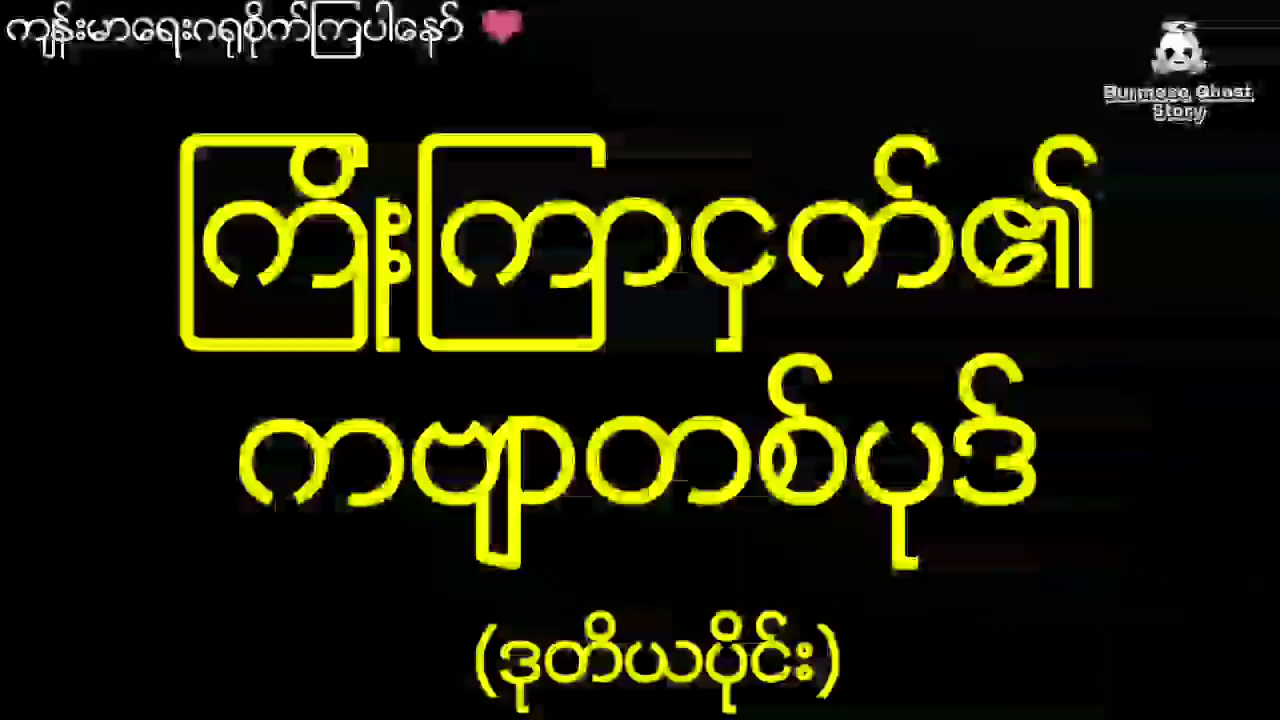 ကျန်းမာရေးဂရုစိုက်ကြပါနော် ❤
Burmese Ghost
Story
ကြိုးကြာငှက်၏
ကဗျာတစ်ပုဒ်
(ဒုတိယပိုင်း)